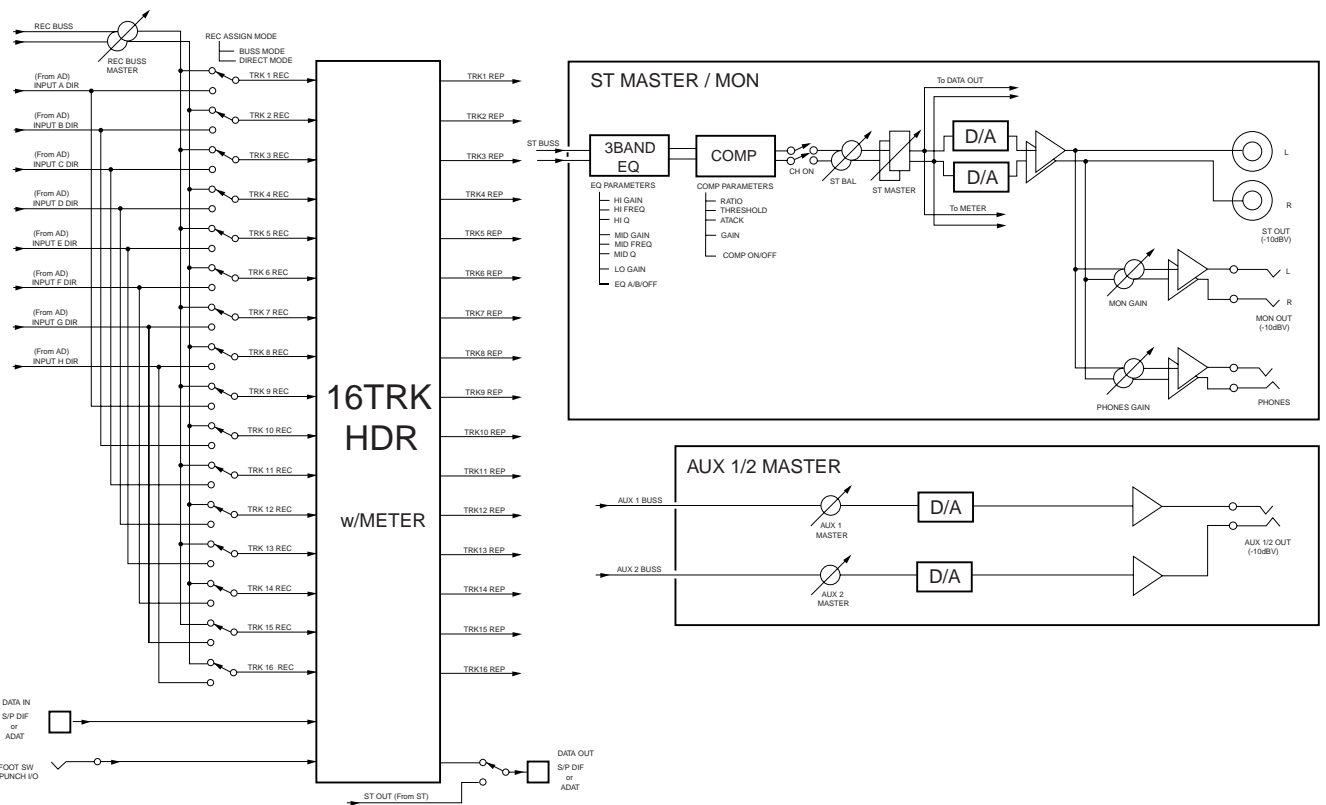 REC BUSS
REC BUSS
MASTER
REC ASSIGN MODE
BUSS MODE
DIRECT MODE
(From AD)
INPUT A DIR
(From AD)
INPUT B DIR
(From AD)
INPUT C DIR
(From AD)
INPUT D DIR
(From AD)
INPUT E DIR
(From AD)
INPUT F DIR
(From AD)
INPUT G DIR
(From AD)
INPUT H DIR
TRK 1 REC
TRK 2 REC
TRK 3 REC
TRK 4 REC
TRK 5 REC
TRK 6 REC
TRK 7 REC
TRK 8 REC
TRK 9 REC
TRK 10 REC
TRK 11 REC
TRK 12 REC
TRK 13 REC
TRK 14 REC
TRK 15 REC
TRK 16 REC
DATA IN
S/P DIF
or
ADAT
FOOT SW
PUNCH I/O
16TRK
HDR
w/METER
TRK1 REP
TRK2 REP
TRK3 REP
TRK4 REP
TRK5 REP
TRK6 REP
TRK7 REP
TRK8 REP
TRK9 REP
TRK10 REP
TRK11 REP
TRK12 REP
TRK13 REP
TRK14 REP
TRK15 REP
TRK16 REP
DATA OUT
S/P DIF
or
ADAT
ST OUT (From ST)
ST MASTER / MON
ST BUSS
3BAND
EQ
EQ PARAMETERS
HI GAIN
HI FREQ
HI Q
MID GAIN
MID FREQ
MID Q
LO GAIN
EQ A/B/OFF
COMP
COMP PARAMETERS
RATIO
THRESHOLD
ATACK
GAIN
COMP ON/OFF
CH ON
ST BAL
ST MASTER
To DATA OUT
D/A
D/A
To METER
L
R
ST OUT
(-10dBV)
MON GAIN
L
R
MON OUT
(-10dBV)
PHONES GAIN
PHONES
AUX 1/2 MASTER
AUX 1 BUSS
AUX 1
MASTER
D/A
AUX 2 BUSS
AUX 2
MASTER
D/A
AUX 1/2 OUT
(-10dBV)